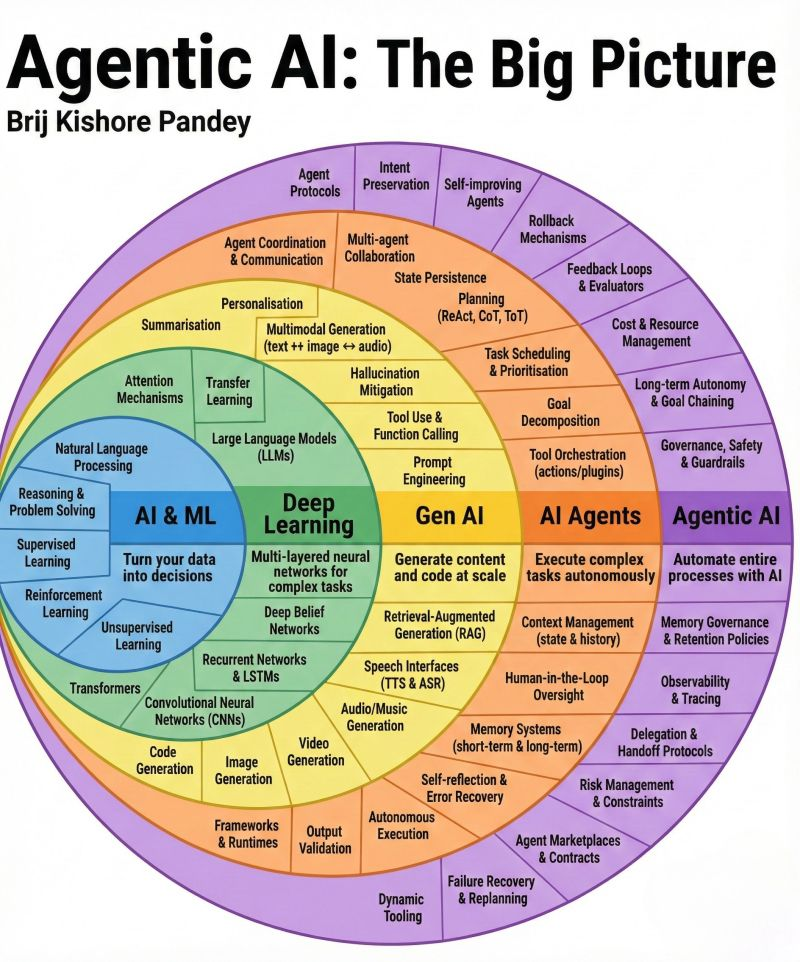 Agentic AI: The Big Picture
Brij Kishore Pandey
Agent
Protocols
Intent
Preservation
Self-improving
Agents
Rollback
Mechanisms
Feedback Loops
& Evaluators
Cost & Resource
Management
Long-term Autonomy
& Goal Chaining
Governance, Safety
& Guardrails
Agentic AI
Automate entire
processes with AI
Memory Governance
& Retention Policies
Observability
& Tracing
Delegation &
Handoff Protocols
Risk Management
& Constraints
Agent Marketplaces
& Contracts
Failure Recovery
& Replanning
Dynamic
Tooling
Agent Coordination
& Communication
Multi-agent
Collaboration
State Persistence
Planning
(ReAct, CoT, ToT)
Task Scheduling
& Prioritisation
Goal
Decomposition
Tool Orchestration
(actions/plugins)
AI Agents
Execute complex
tasks autonomously
Context Management
(state & history)
Human-in-the-Loop
Oversight
Memory Systems
(short-term & long-term)
Self-reflection &
Error Recovery
Autonomous
Execution
Output
Validation
Frameworks
& Runtimes
Personalisation
Summarisation
Multimodal Generation
(text ++ image ↔ audio)
Hallucination
Mitigation
Tool Use &
Function Calling
Prompt
Engineering
Gen AI
Generate content
and code at scale
Retrieval-Augmented
Generation (RAG)
Speech Interfaces
(TTS & ASR)
Audio/Music
Generation
Video
Generation
Image
Generation
Code
Generation
Attention
Mechanisms
Transfer
Learning
Large Language Models
(LLMs)
Deep
Learning
Multi-layered neural
networks for
complex tasks
Deep Belief
Networks
Recurrent Networks
& LSTMs
Convolutional Neural
Networks (CNNs)
Transformers
Natural Language
Processing
Reasoning &
Problem Solving
AI & ML
Turn your data
into decisions
Supervised
Learning
Reinforcement
Learning
Unsupervised
Learning